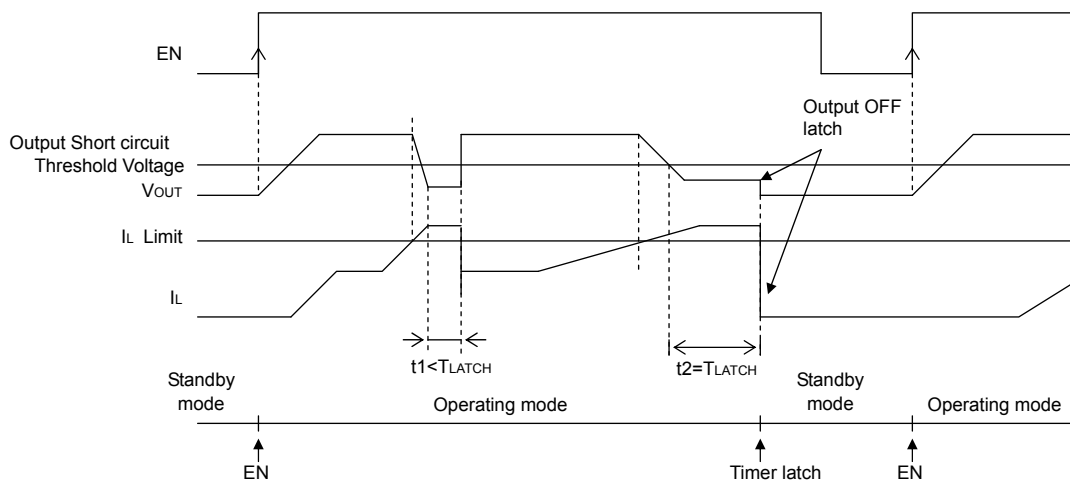 EN
Output OFF
latch
Output Short circuit
Threshold Voltage
VOUT
IL Limit
IL
t1<TLATCH
t2=TLATCH
Standby
mode
Operating mode
Standby
mode
Operating mode
EN
Timer latch
EN